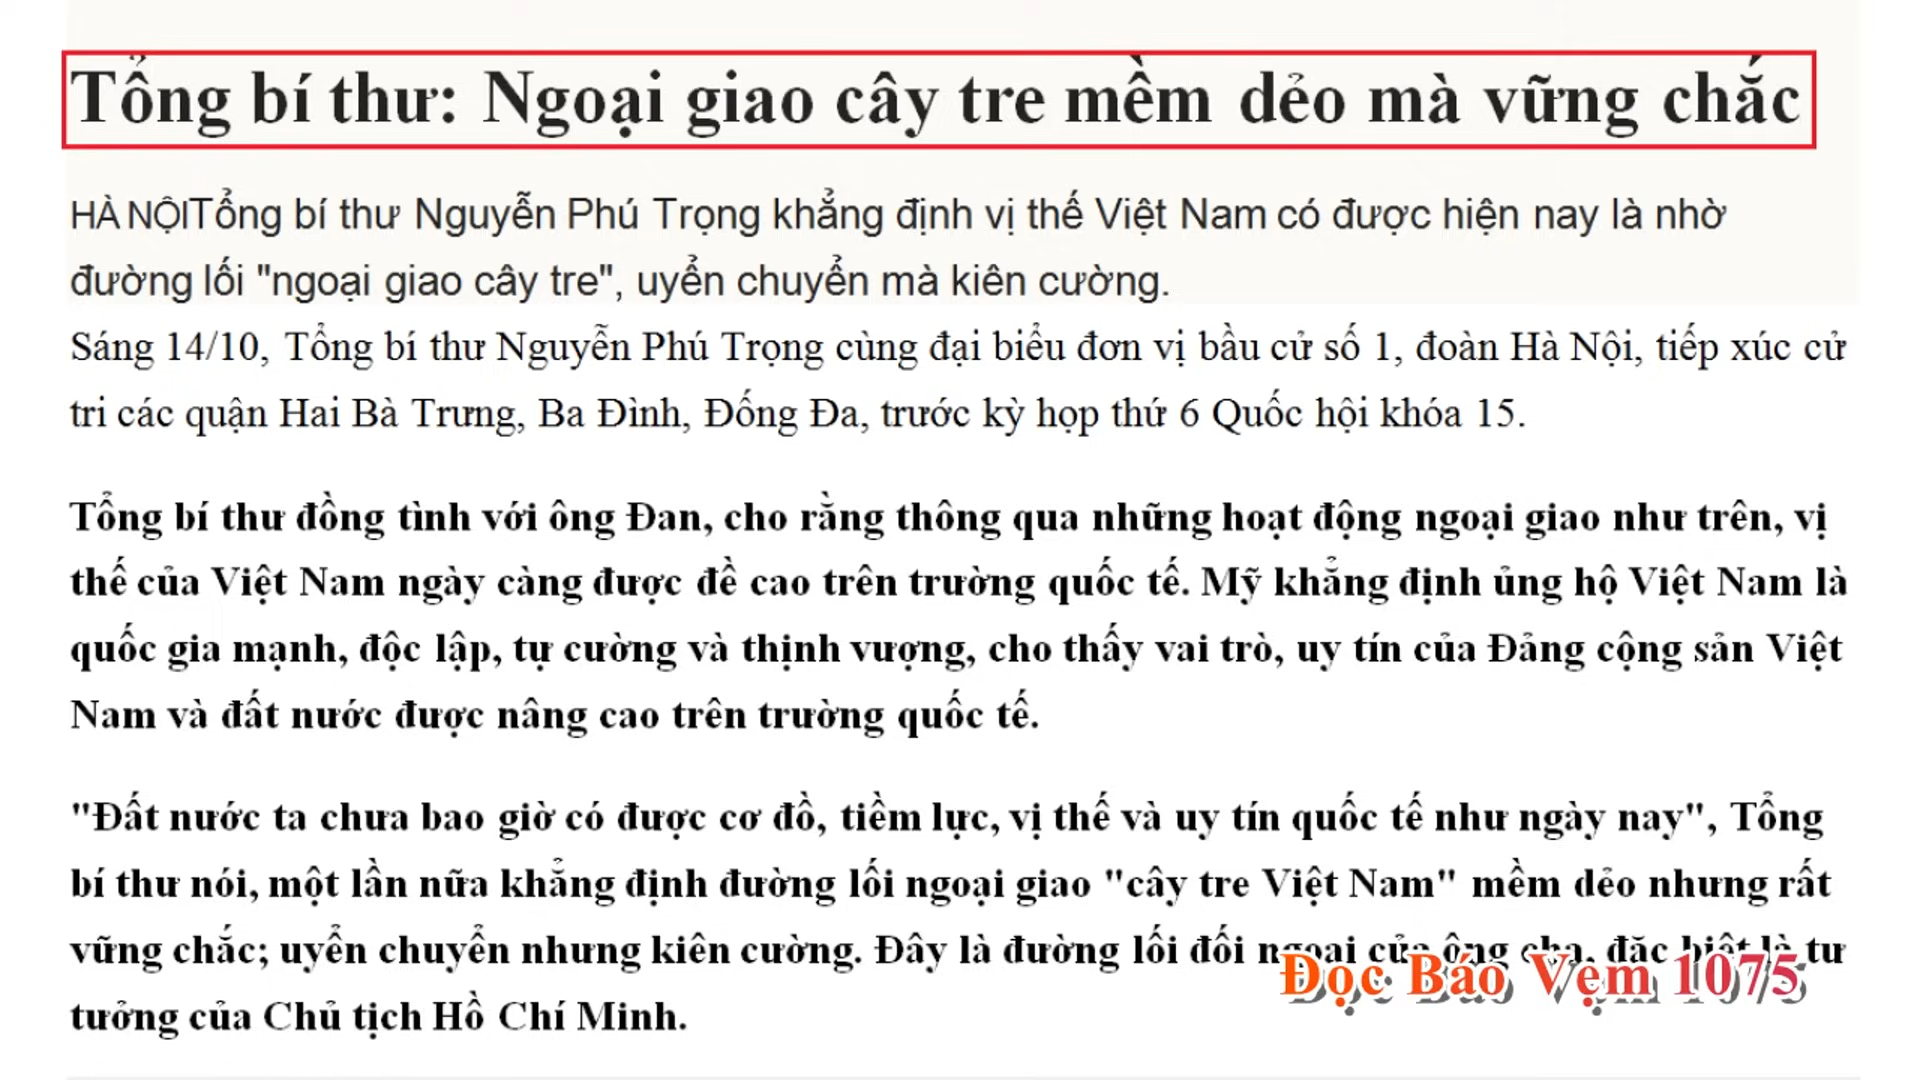 Tổng bí thư: Ngoại giao cây tre mềm dẻo mà vững chắc
HÀ NỘITổng bí thư Nguyễn Phú Trọng khẳng định vị thế Việt Nam có được hiện nay là nhờ
đường lối "ngoại giao cây tre", uyển chuyển mà kiên cường.
Sáng 14/10, Tổng bí thư Nguyễn Phú Trọng cùng đại biểu đơn vị bầu cử số 1, đoàn Hà Nội, tiếp xúc cử
tri các quận Hai Bà Trưng, Ba Đình, Đống Đa, trước kỳ họp thứ 6 Quốc hội khóa 15.
Tổng bí thư đồng tình với ông Đan, cho rằng thông qua những hoạt động ngoại giao như trên, vị
thế của Việt Nam ngày càng được đề cao trên trường quốc tế. Mỹ khẳng định ủng hộ Việt Nam là
quốc gia mạnh, độc lập, tự cường và thịnh vượng, cho thấy vai trò, uy tín của Đảng cộng sản Việt
Nam và đất nước được nâng cao trên trường quốc tế.
"Đất nước ta chưa bao giờ có được cơ đồ, tiềm lực, vị thế và uy tín quốc tế như ngày nay", Tổng
bí thư nói, một lần nữa khẳng định đường lối ngoại giao "cây tre Việt Nam" mềm dẻo nhưng rất
vững chắc; uyển chuyển nhưng kiên cường. Đây là đường lối đối ngoại của ông cha, đặc biệt là tư
tưởng của Chủ tịch Hồ Chí Minh.
Đọc Báo Vẹm 1075